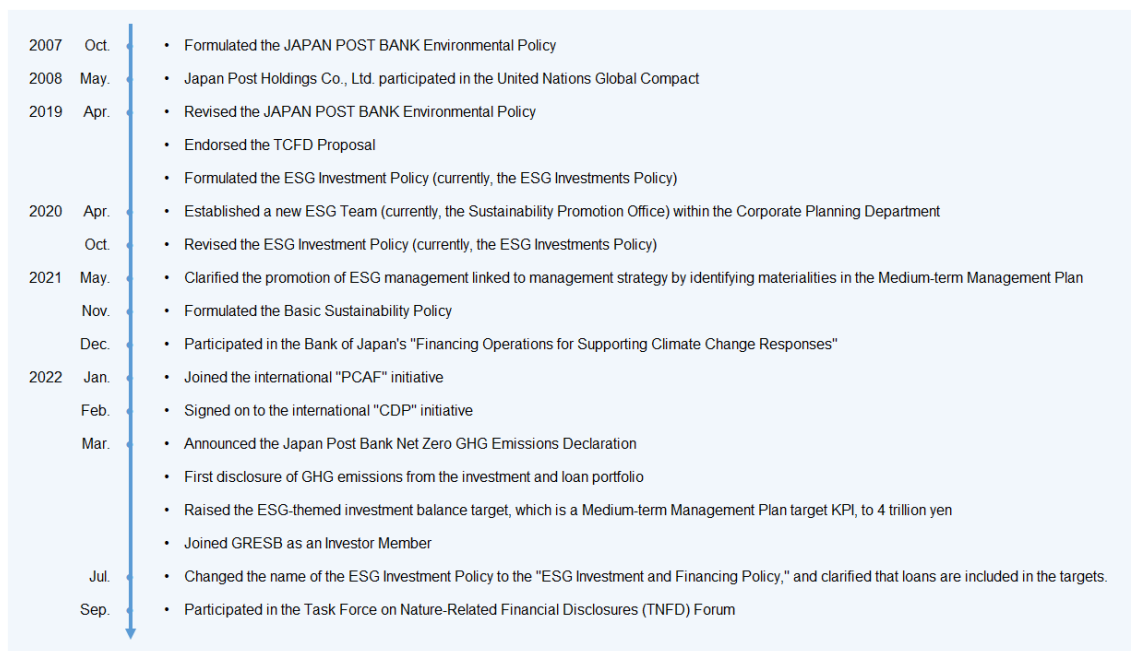 2007 Oct. • Formulated the JAPAN POST BANK Environmental Policy
2008 May. • Japan Post Holdings Co., Ltd. participated in the United Nations Global Compact
2019 Apr. • Revised the JAPAN POST BANK Environmental Policy
• Endorsed the TCFD Proposal
• Formulated the ESG Investment Policy (currently, the ESG Investments Policy)
2020 Apr. • Established a new ESG Team (currently, the Sustainability Promotion Office) within the Corporate Planning Department
Oct. • Revised the ESG Investment Policy (currently, the ESG Investments Policy)
2021 May. • Clarified the promotion of ESG management linked to management strategy by identifying materialities in the Medium-term Management Plan
Nov. • Formulated the Basic Sustainability Policy
Dec. • Participated in the Bank of Japan's "Financing Operations for Supporting Climate Change Responses"
2022 Jan. • Joined the international "PCAF" initiative
Feb. • Signed on to the international "CDP" initiative
Mar. • Announced the Japan Post Bank Net Zero GHG Emissions Declaration
• First disclosure of GHG emissions from the investment and loan portfolio
• Raised the ESG-themed investment balance target, which is a Medium-term Management Plan target KPI, to 4 trillion yen
• Joined GRESB as an Investor Member
Jul. • Changed the name of the ESG Investment Policy to the "ESG Investment and Financing Policy," and clarified that loans are included in the targets.
Sep. • Participated in the Task Force on Nature-Related Financial Disclosures (TNFD) Forum